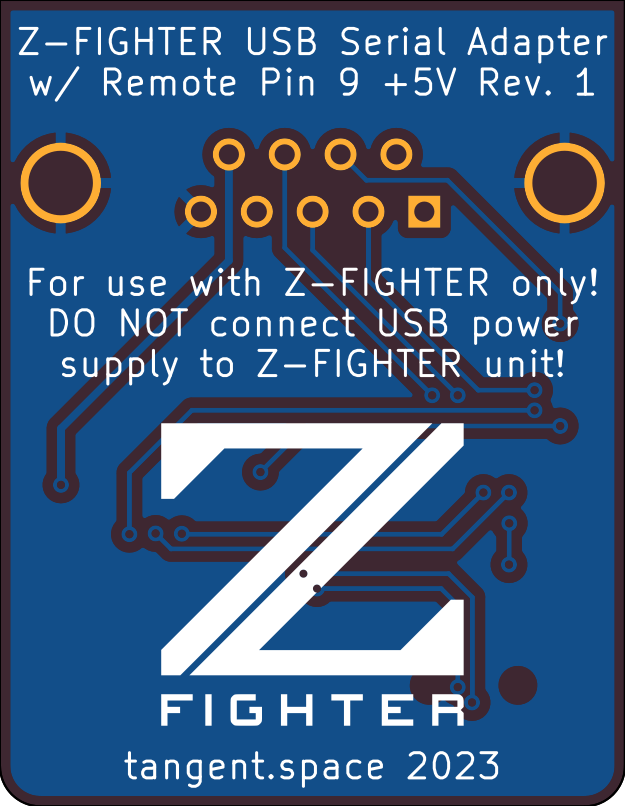 Z-FIGHTER USB Serial Adapter
w/ Remote Pin 9 +5V Rev. 1
For use with Z-FIGHTER only!
DO NOT connect USB power
supply to Z-FIGHTER unit!
Z
FIGHTER
tangent.space 2023